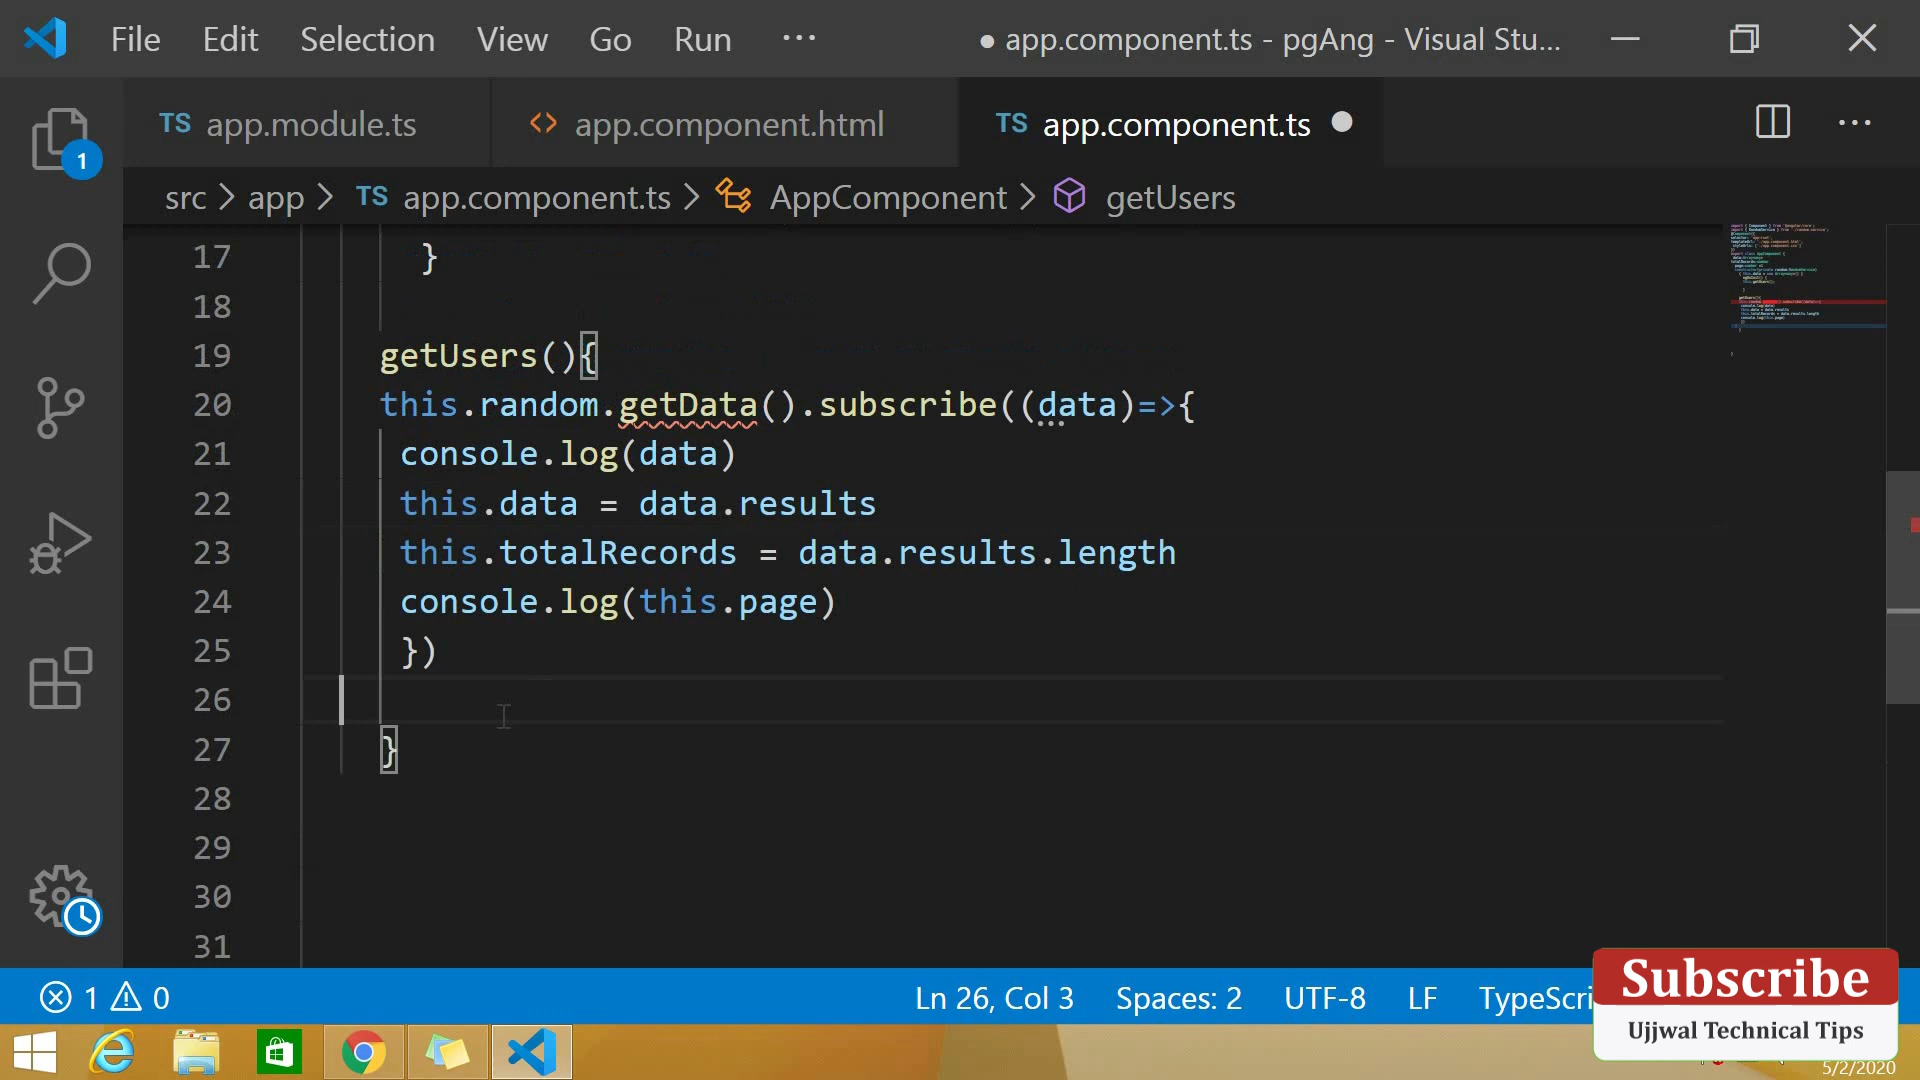 File Edit Selection View Go Run ··· ● app.component.ts - pgAng - Visual Stu...
TS app.module.ts <> app.component.html TS app.component.ts ● ···
1
src > app > TS app.component.ts > AppComponent > getUsers
17 }
18
19 getUsers(){
20 this.random.getData().subscribe((data)=>{
21 console.log(data)
22 this.data = data.results
23 this.totalRecords = data.results.length
24 console.log(this.page)
25 })
26
27 }
28
29
30
31
1 0 Ln 26, Col 3 Spaces: 2 UTF-8 LF TypeScri
Subscribe
Ujjwal Technical Tips
5/2/2020